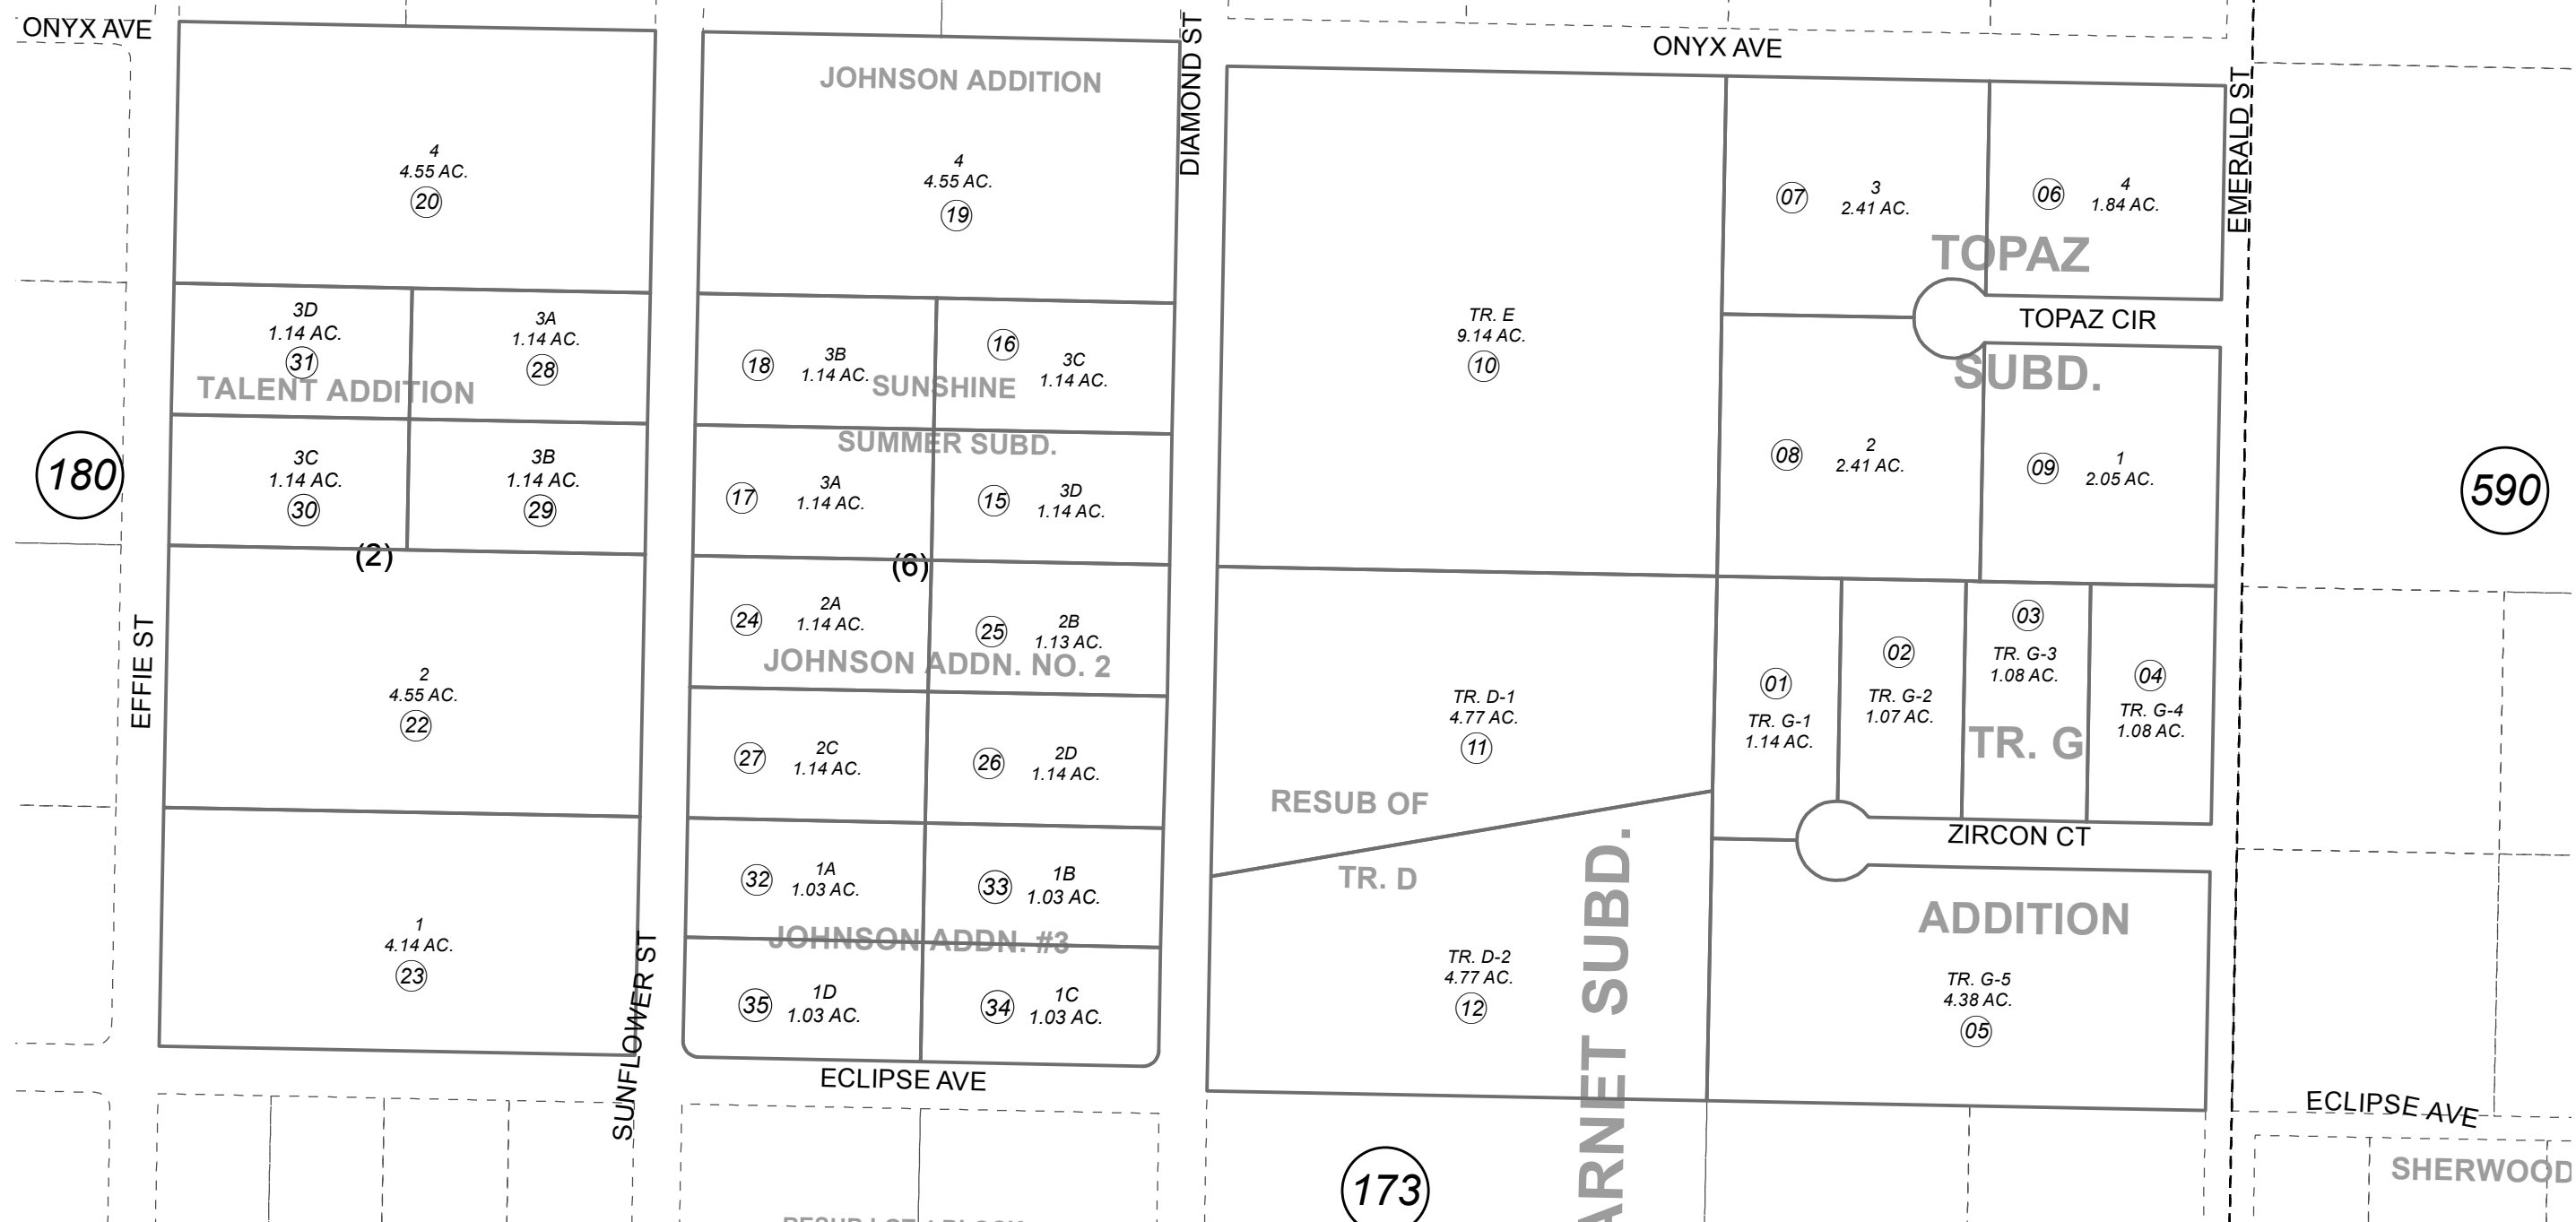 ONYX AVE
4
4.55 AC.
20
3D
1.14 AC.
31
3A
1.14 AC.
28
TALENT ADDITION
3C
1.14 AC.
30
3B
1.14 AC.
29
180
(2)
EFFIE ST
2
4.55 AC.
22
1
4.14 AC.
23
SUNFLOWER ST
JOHNSON ADDITION
4
4.55 AC.
19
DIAMOND ST
18
3B
1.14 AC.
16
3C
1.14 AC.
SUNSHINE
SUMMER SUBD.
17
3A
1.14 AC.
15
3D
1.14 AC.
(6)
24
2A
1.14 AC.
25
2B
1.13 AC.
JOHNSON ADDN. NO. 2
27
2C
1.14 AC.
26
2D
1.14 AC.
32
1A
1.03 AC.
33
1B
1.03 AC.
JOHNSON ADDN. #3
35
1D
1.03 AC.
34
1C
1.03 AC.
ECLIPSE AVE
ONYX AVE
TR. E
9.14 AC.
10
07
3
2.41 AC.
06
4
1.84 AC.
EMERALD ST
TOPAZ
TOPAZ CIR
SUBD.
08
2
2.41 AC.
09
1
2.05 AC.
590
TR. D-1
4.77 AC.
11
RESUB OF
TR. D
TR. D-2
4.77 AC.
12
ARNET SUBD.
01
TR. G-1
1.14 AC.
02
TR. G-2
1.07 AC.
03
TR. G-3
1.08 AC.
04
TR. G-4
1.08 AC.
TR. G
ZIRCON CT
ADDITION
TR. G-5
4.38 AC.
05
173
ECLIPSE AVE
SHERWOOD